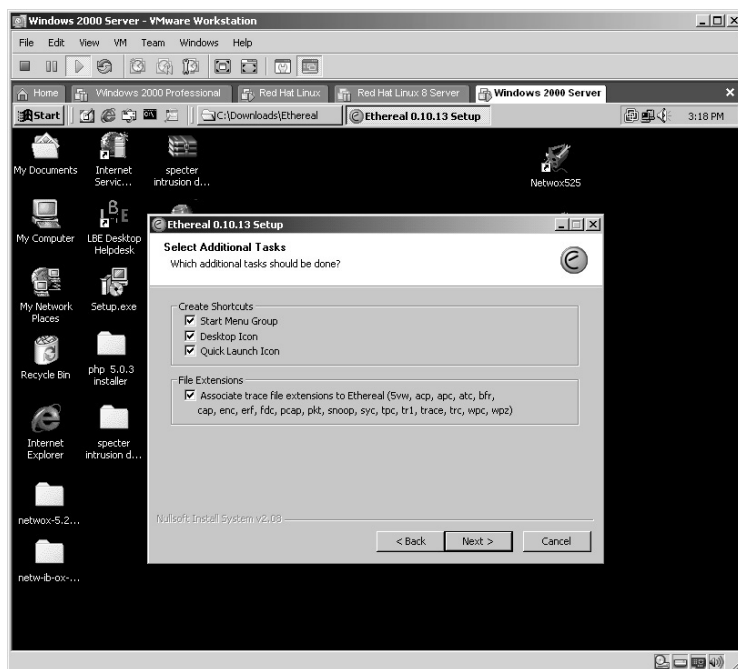 Windows 2000 Server - VMware Workstation
File Edit View VM Team Windows Help
Home Windows 2000 Professional Red Hat Linux Red Hat Linux 8 Server Windows 2000 Server
Start C:\Downloads\Ethereal Ethereal 0.10.13 Setup 3:18 PM
My Documents
Internet Servic...
specter intrusion d...
Netwox525
My Computer
LBE Desktop Helpdesk
My Network Places
Setup.exe
Recycle Bin
php 5.0.3 installer
Internet Explorer
specter intrusion d...
netwox-5.2...
netw-ib-ox-...
Ethereal 0.10.13 Setup
Select Additional Tasks
Which additional tasks should be done?
Create Shortcuts
Start Menu Group
Desktop Icon
Quick Launch Icon
File Extensions
Associate trace file extensions to Ethereal (5vw, acp, apc, atc, bfr,
cap, enc, erf, fdc, pcap, pkt, snoop, syc, tpc, tr1, trace, trc, wpc, wpz)
Nullsoft Install System v2.09
< Back Next > Cancel